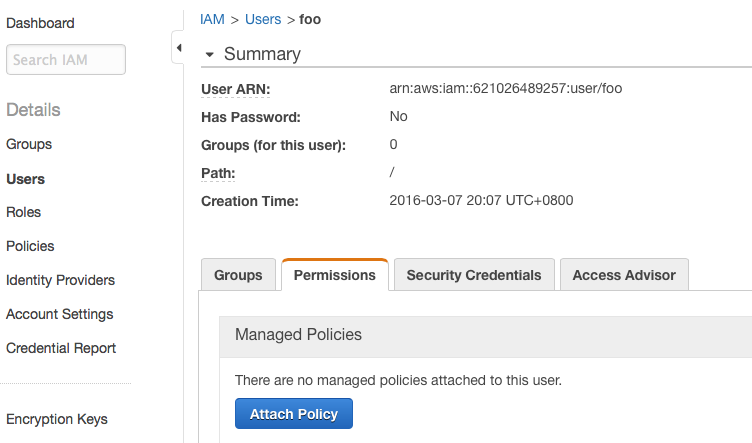 Dashboard
Search IAM
Details
Groups
Users
Roles
Policies
Identity Providers
Account Settings
Credential Report
Encryption Keys
IAM > Users > foo
Summary
User ARN: arn:aws:iam::621026489257:user/foo
Has Password: No
Groups (for this user): 0
Path: /
Creation Time: 2016-03-07 20:07 UTC+0800
Groups Permissions Security Credentials Access Advisor
Managed Policies
There are no managed policies attached to this user.
Attach Policy